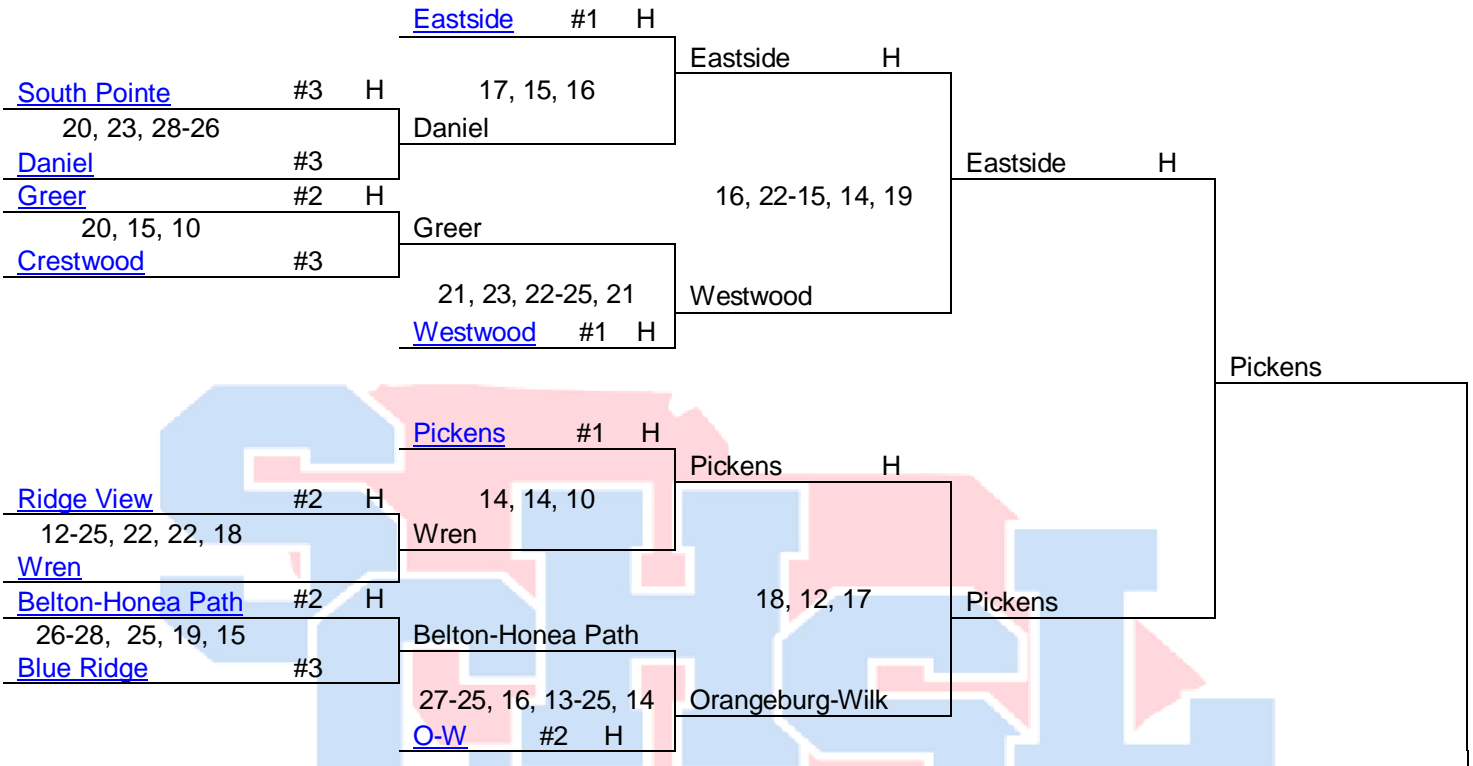 Eastside #1 H
Eastside H
South Pointe #3 H
17, 15, 16
20, 23, 28-26
Daniel
Daniel #3
Eastside H
Greer #2 H
16, 22-15, 14, 19
20, 15, 10
Greer
Crestwood #3
21, 23, 22-25, 21
Westwood
Westwood #1 H
Pickens
Pickens #1 H
Pickens H
Ridge View #2 H
14, 14, 10
12-25, 22, 22, 18
Wren
Wren
Belton-Honea Path #2 H
18, 12, 17
Pickens
26-28, 25, 19, 15
Belton-Honea Path
Blue Ridge #3
27-25, 16, 13-25, 14
Orangeburg-Wilk
O-W #2 H
SCHSL